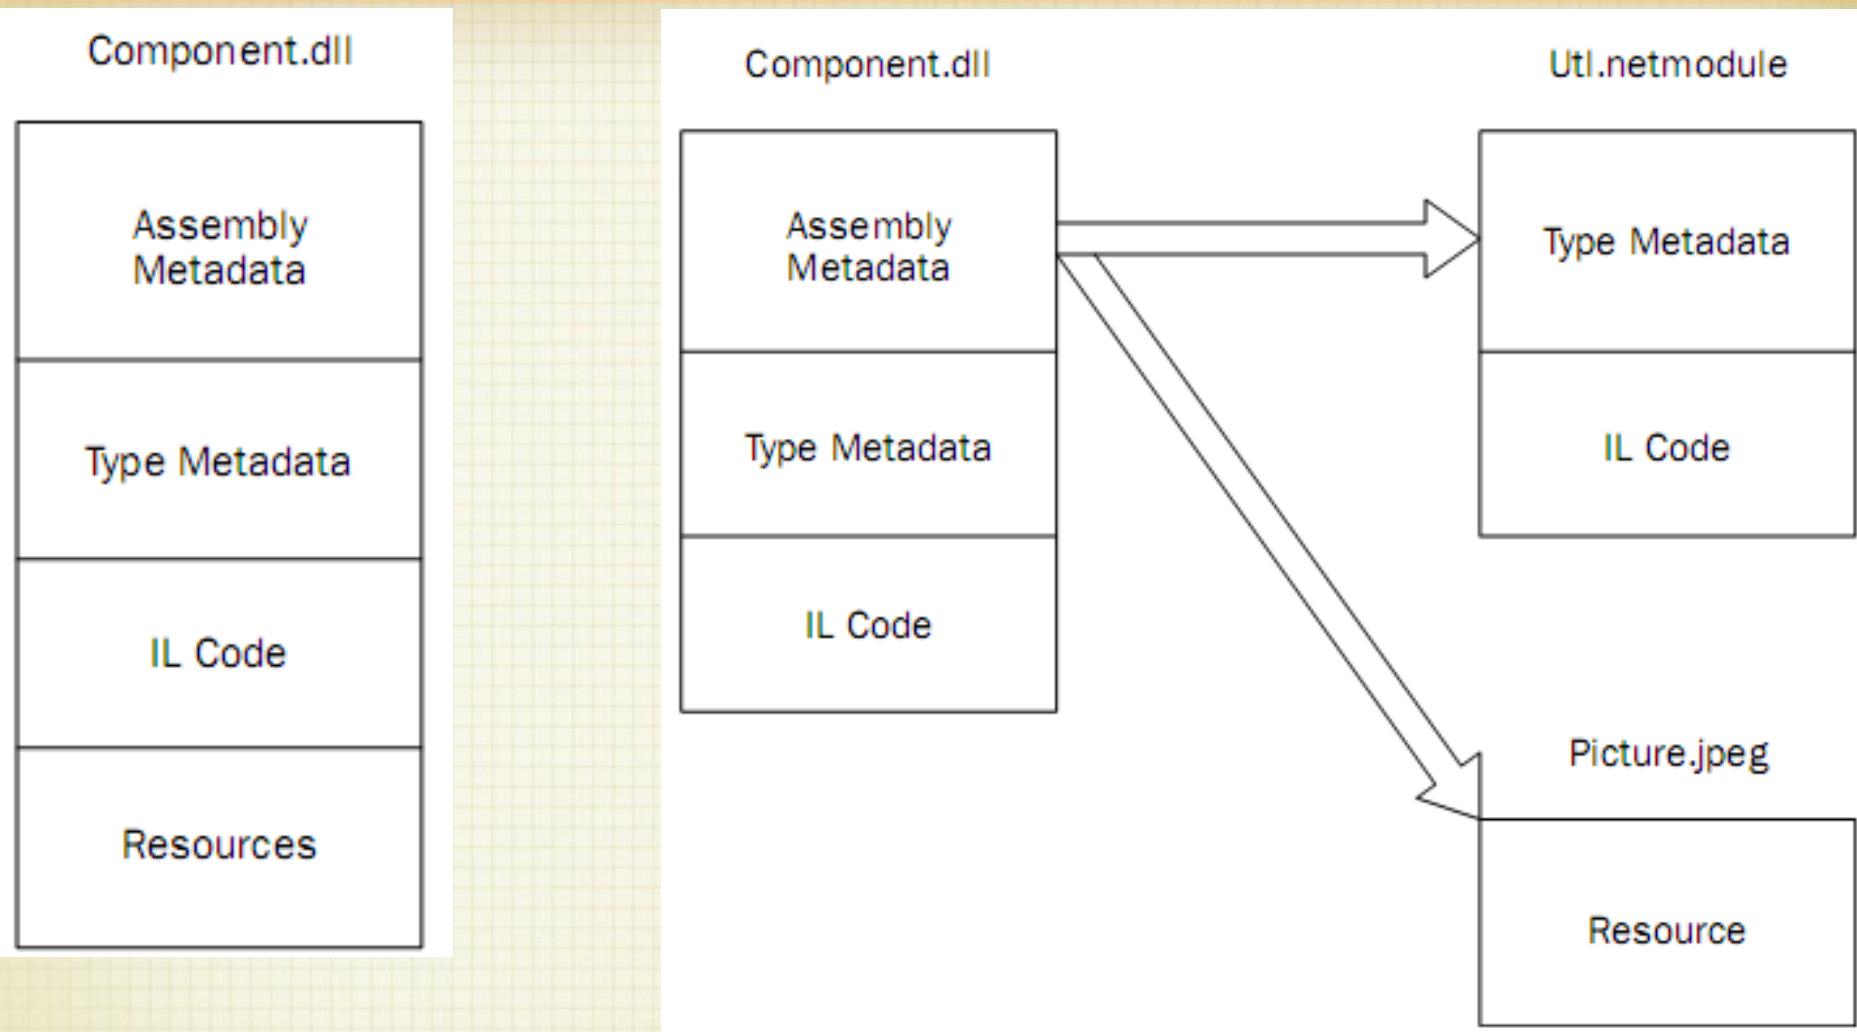 Component.dll
Assembly
Metadata
Type Metadata
IL Code
Resources
Component.dll
Assembly
Metadata
Type Metadata
IL Code
Utl.netmodule
Type Metadata
IL Code
Picture.jpeg
Resource